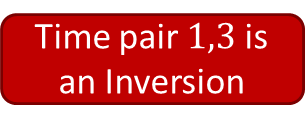 Time pair 1,3 is
an Inversion